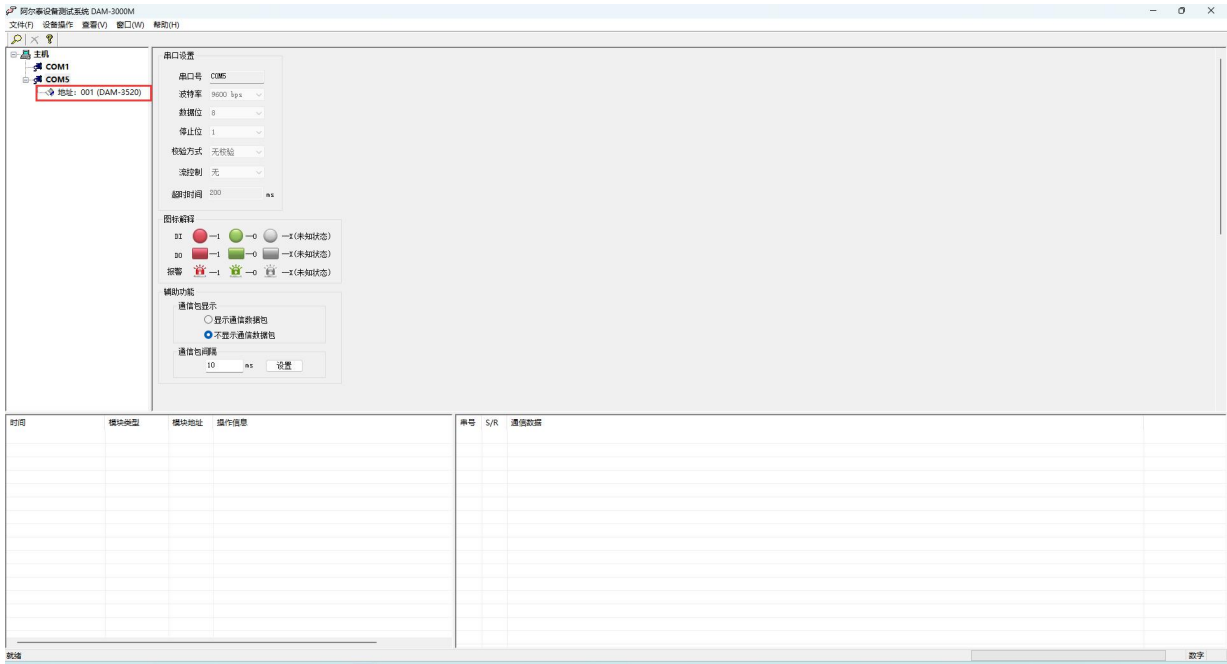 阿尔泰设备测试系统 DAM-3000M
文件(F) 设备操作 查看(V) 窗口(W) 帮助(H)
主机
COM1
COM5
地址：001 (DAM-3520)
串口设置
串口号 COM5
波特率 9600 bps
数据位 8
停止位 1
校验方式 无校验
流控制 无
超时时间 200 ms
图标解释
DI —1 —0 —X(未知状态)
DO —1 —0 —X(未知状态)
报警 —1 —0 —X(未知状态)
辅助功能
通信包显示
显示通信数据包
不显示通信数据包
通信包间隔
10 ms 设置
时间 模块类型 模块地址 操作信息
串号 S/R 通信数据
就绪 数字